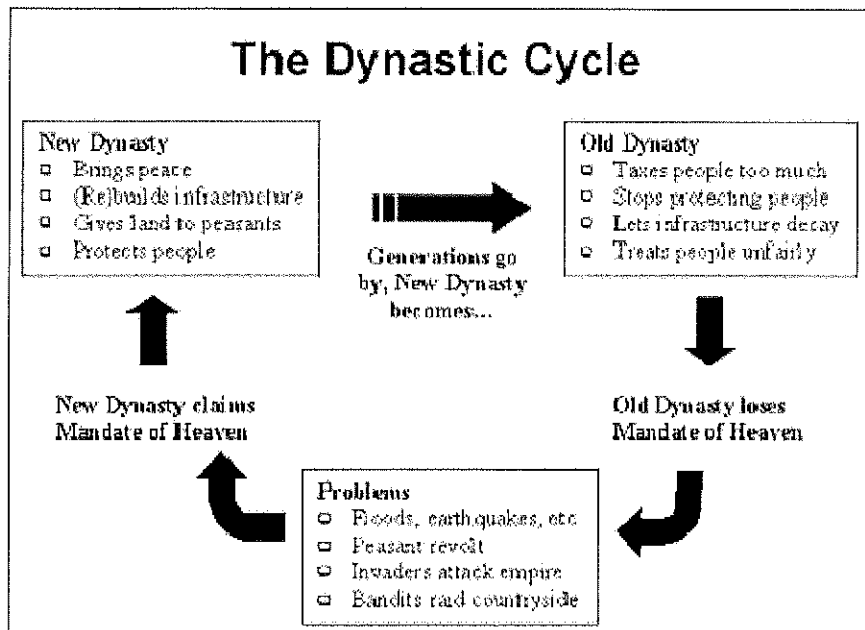 The Dynastic Cycle
New Dynasty
Brings peace
(Re)builds infrastructure
Gives land to peasants
Protects people
Generations go
by, New Dynasty
becomes...
Old Dynasty
Taxes people too much
Stops protecting people
Lets infrastructure decay
Treats people unfairly
Old Dynasty loses
Mandate of Heaven
Problems
Floods, earthquakes, etc
Peasant revolt
Invaders attack empire
Bandits raid countryside
New Dynasty claims
Mandate of Heaven